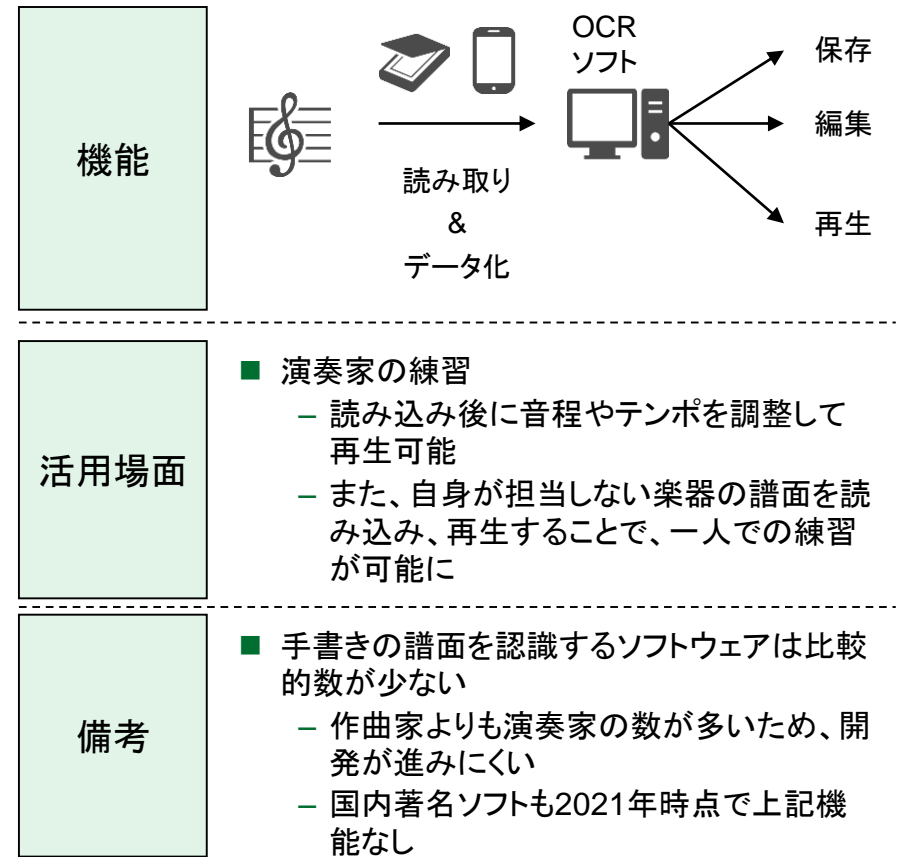 機能
OCR
ソフト
読み取り
&
データ化
保存
編集
再生
活用場面
■ 演奏家の練習
– 読み込み後に音程やテンポを調整して
再生可能
– また、自身が担当しない楽器の譜面を読
み込み、再生することで、一人での練習
が可能に
備考
■ 手書きの譜面を認識するソフトウェアは比較
的数が少ない
– 作曲家よりも演奏家の数が多いため、開
発が進みにくい
– 国内著名ソフトも2021年時点で上記機
能なし